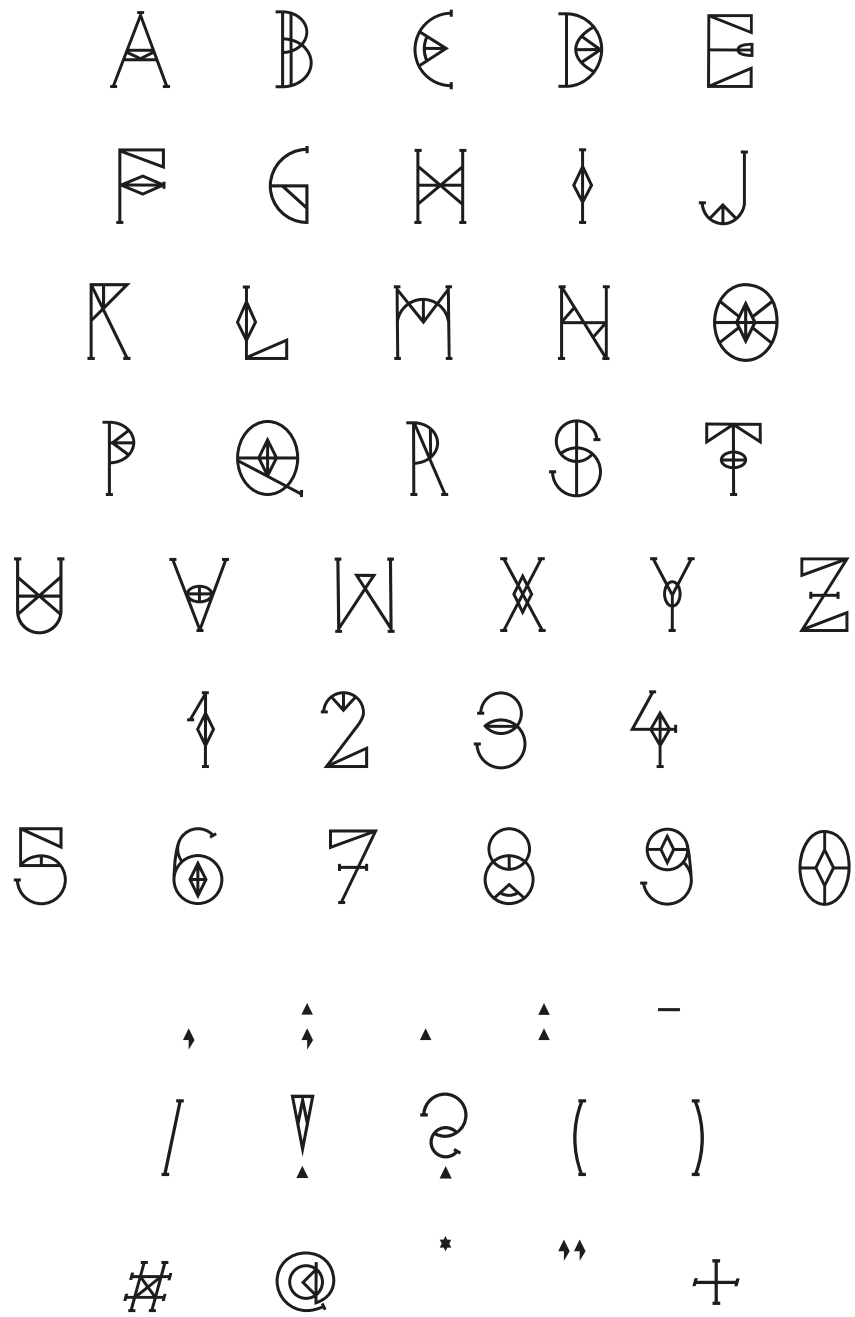 A B C D E
F G H I J
K L M N O
P Q R S T
U V W X Y Z
1 2 3 4
5 6 7 8 9 0
, ; . : -
/ ! ? ( )
# @ * " +